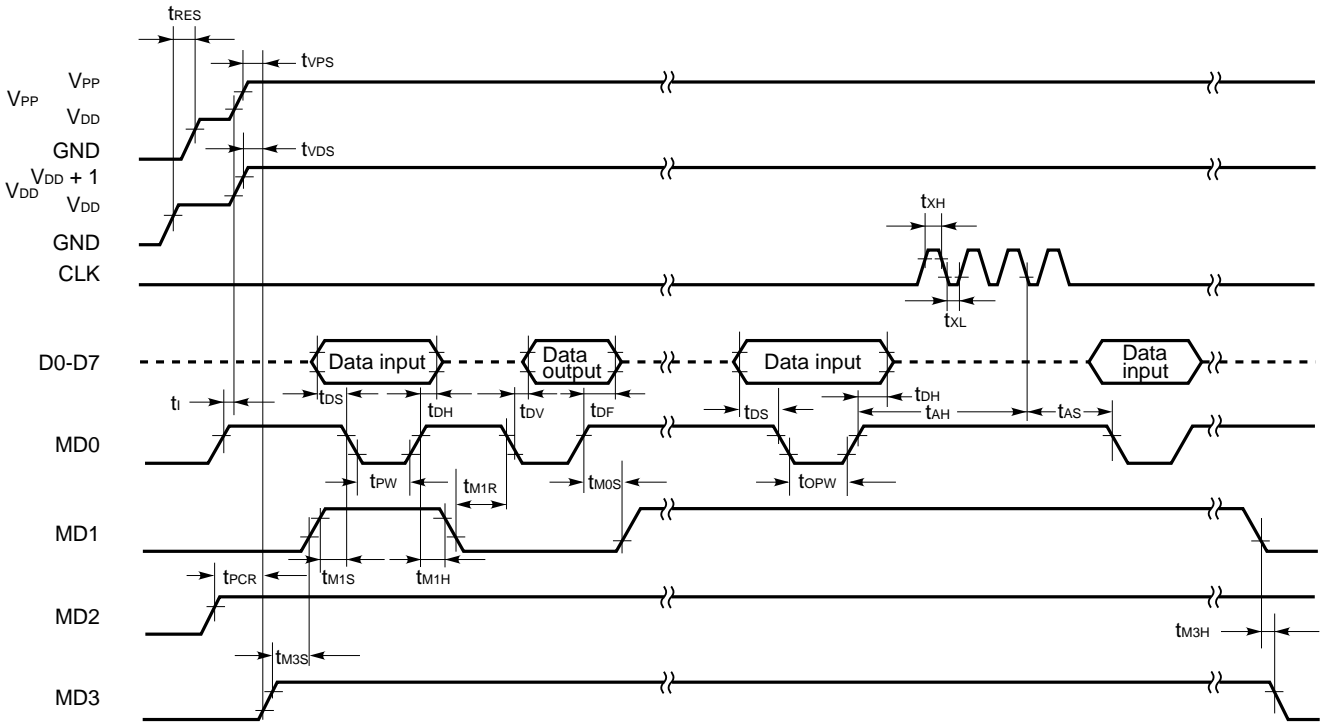 tRES
tVPS
VPP
VPP
VDD
GND
tVDS
VDD + 1
VDD
VDD
GND
tXH
CLK
tXL
D0-D7
Data input
Data output
Data input
Data input
tI
tDS
tDH
tDV
tDF
tDS
tDH
tAH
tAS
MD0
tPW
tM1R
tM0S
tOPW
MD1
tPCR
tM1S
tM1H
MD2
tM3S
tM3H
MD3